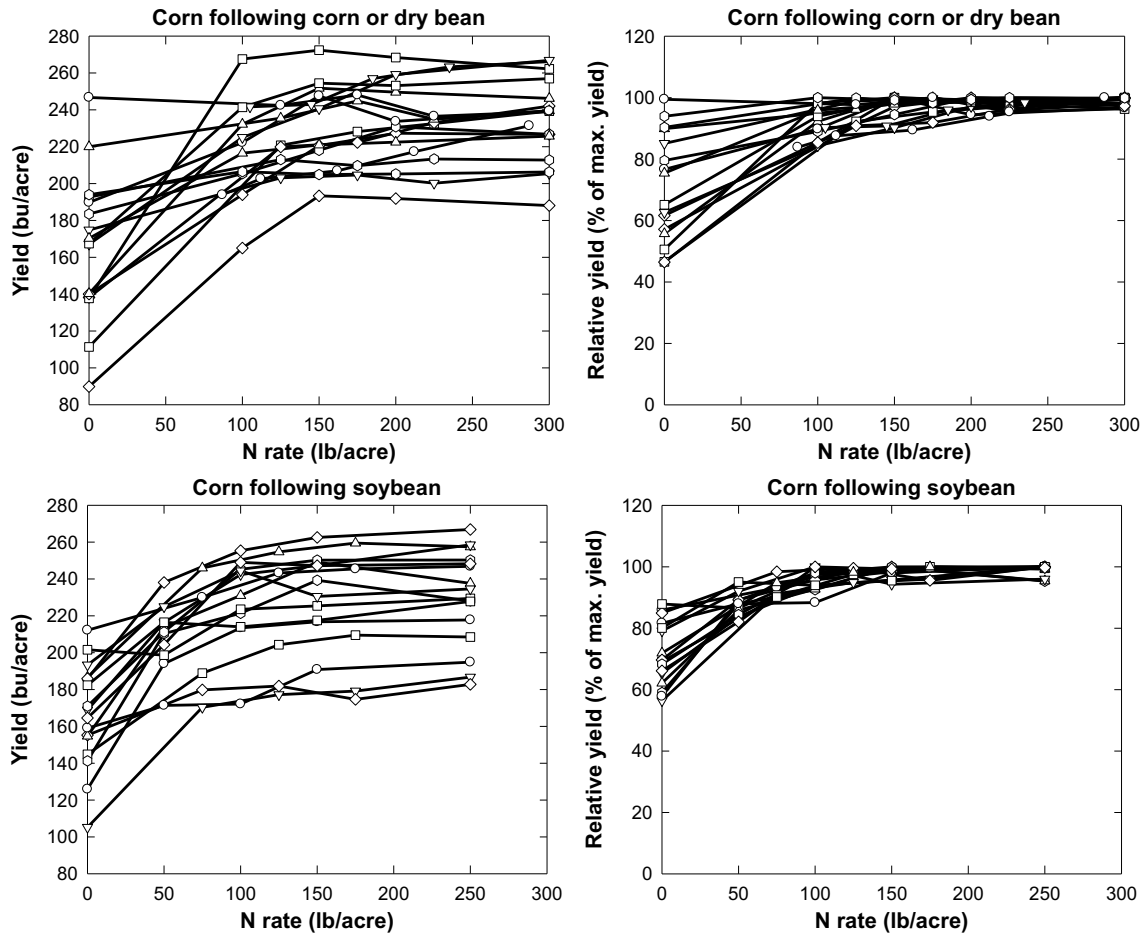 Corn following corn or dry bean
Yield (bu/acre)
280
260
240
220
200
180
160
140
120
100
80
0 50 100 150 200 250 300
N rate (lb/acre)
Corn following corn or dry bean
Relative yield (% of max. yield)
120
100
80
60
40
20
0
0 50 100 150 200 250 300
N rate (lb/acre)
Corn following soybean
Yield (bu/acre)
280
260
240
220
200
180
160
140
120
100
80
0 50 100 150 200 250 300
N rate (lb/acre)
Corn following soybean
Relative yield (% of max. yield)
120
100
80
60
40
20
0
0 50 100 150 200 250 300
N rate (lb/acre)